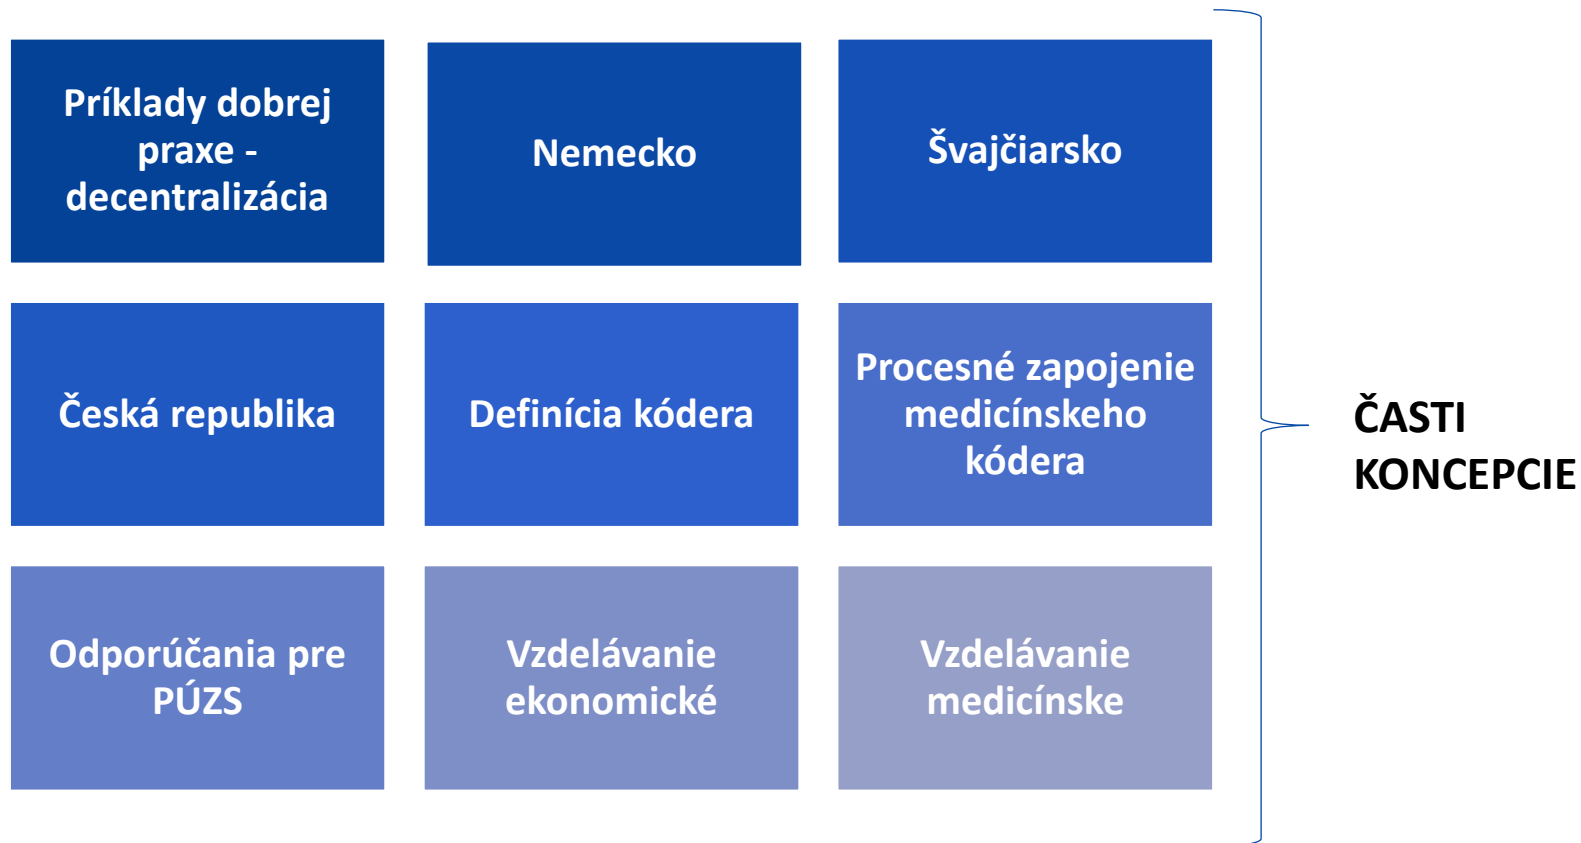 Príklady dobrej
praxe -
decentralizácia
Nemecko
Švajčiarsko
Česká republika
Definícia kódera
Procesné zapojenie
medicínskeho
kódera
Odporúčania pre
PÚZS
Vzdelávanie
ekonomické
Vzdelávanie
medicínske
ČASTI
KONCEPCIE